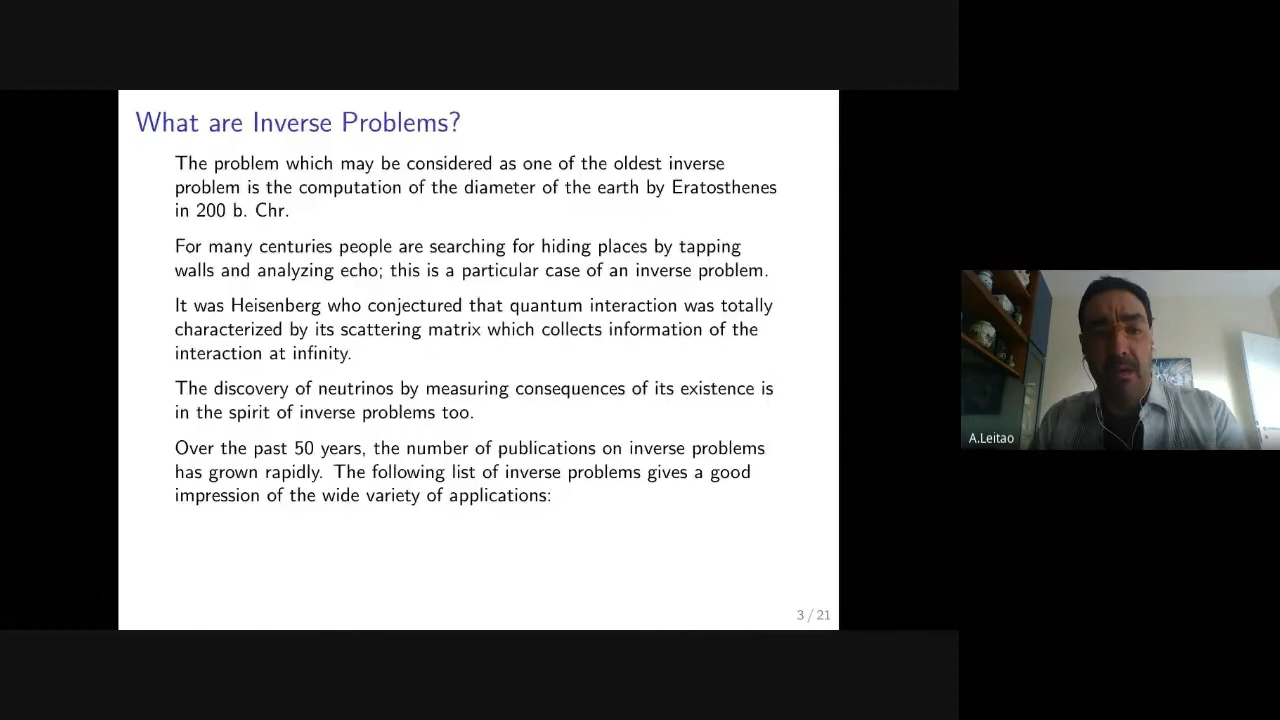 What are Inverse Problems?
The problem which may be considered as one of the oldest inverse
problem is the computation of the diameter of the earth by Eratosthenes
in 200 b. Chr.
For many centuries people are searching for hiding places by tapping
walls and analyzing echo; this is a particular case of an inverse problem.
It was Heisenberg who conjectured that quantum interaction was totally
characterized by its scattering matrix which collects information of the
interaction at infinity.
The discovery of neutrinos by measuring consequences of its existence is
in the spirit of inverse problems too.
Over the past 50 years, the number of publications on inverse problems
has grown rapidly. The following list of inverse problems gives a good
impression of the wide variety of applications:
3 / 21
A.Leitao